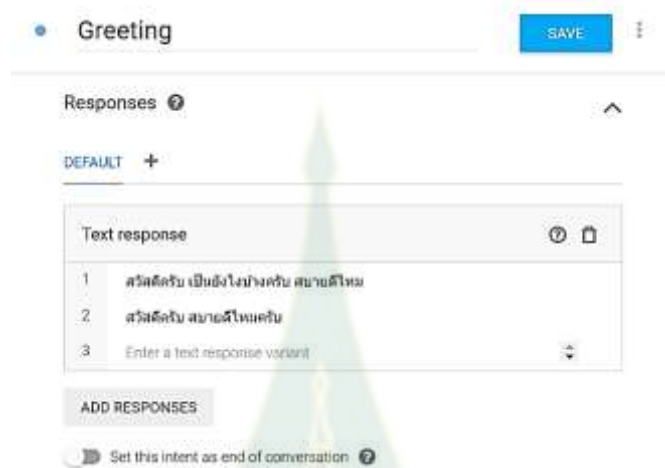 Greeting
SAVE
Responses
DEFAULT +
Text response
1 สวัสดีครับ เป็นยังไงบ้างครับ สบายดีไหม
2 สวัสดีครับ สบายดีไหมครับ
3 Enter a text response variant
ADD RESPONSES
Set this intent as end of conversation